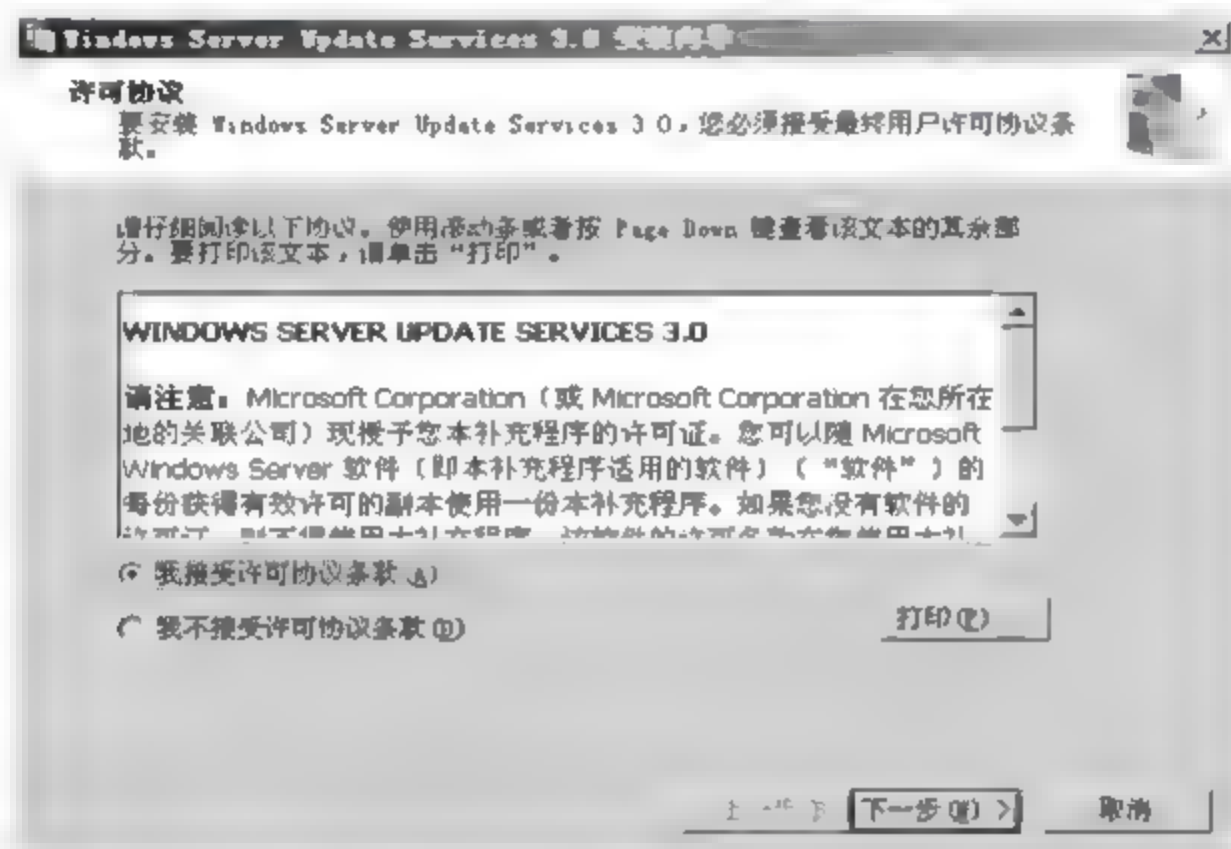 Windows Server Update Services 3.0 安装向导
许可协议
要安装 Windows Server Update Services 3.0，您必须接受最终用户许可协议条
款。
请仔细阅读以下协议。使用滚动条或者按 Page Down 键查看该文本的其余部
分。要打印该文本，请单击“打印”。
WINDOWS SERVER UPDATE SERVICES 3.0
请注意：Microsoft Corporation（或 Microsoft Corporation 在您所在
地的关联公司）现授予您本补充程序的许可证。您可以随 Microsoft
Windows Server 软件（即本补充程序适用的软件）（“软件”）的
每份获得有效许可的副本使用一份本补充程序。如果您没有软件的
我接受许可协议条款(A)
我不接受许可协议条款(D)
打印(P)
下一步(N) >
取消